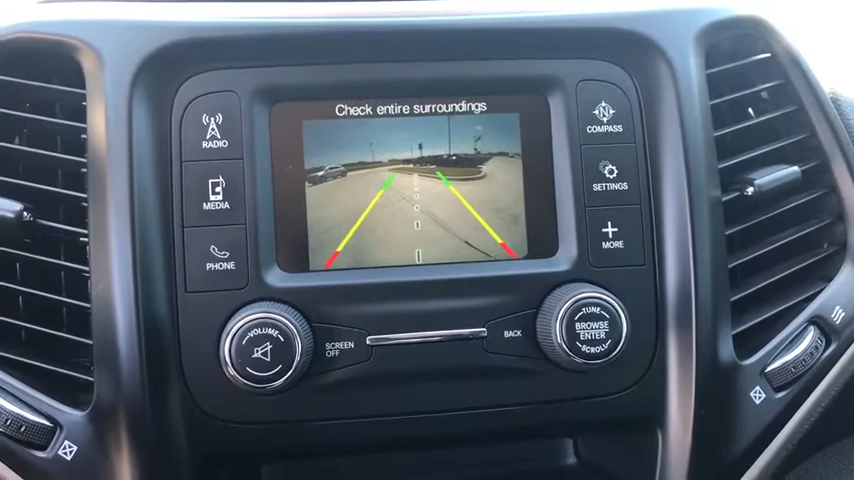 Check entire surroundings
RADIO
MEDIA
PHONE
N
COMPASS
SETTINGS
+
MORE
VOLUME
SCREEN
OFF
BACK
TUNE
BROWSE
ENTER
SCROLL